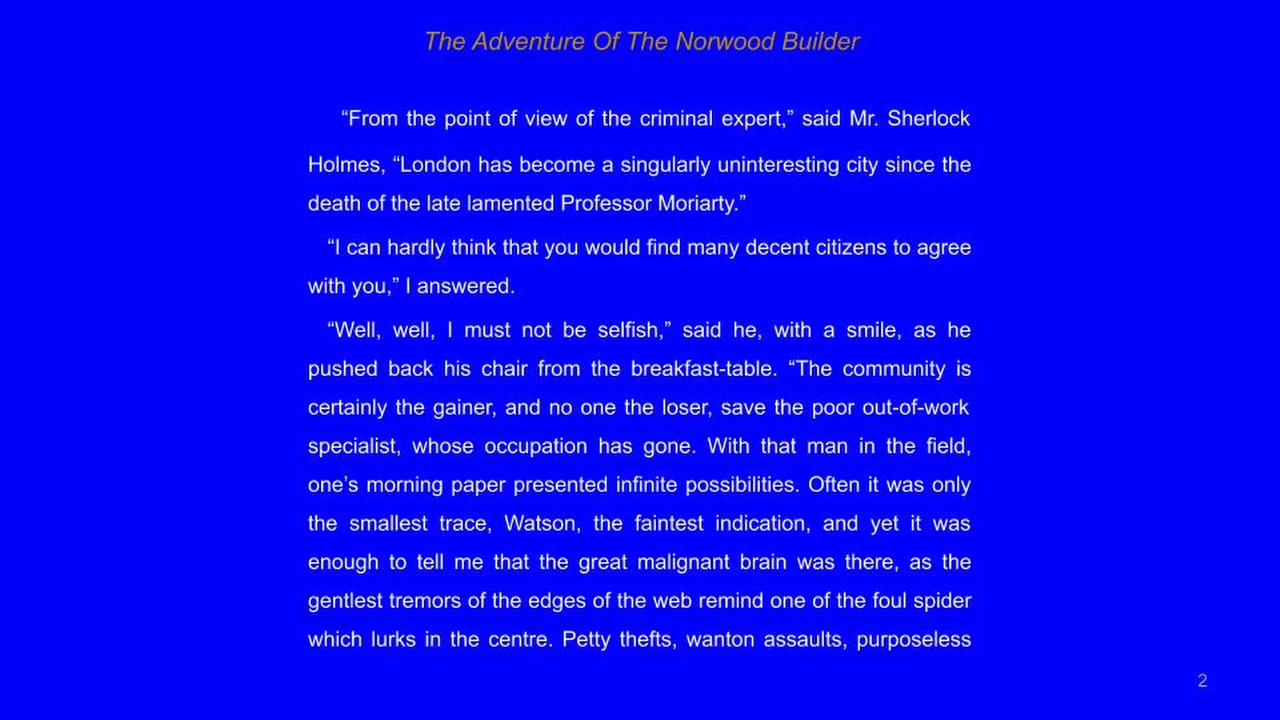 The Adventure Of The Norwood Builder
“From the point of view of the criminal expert,” said Mr. Sherlock
Holmes, “London has become a singularly uninteresting city since the
death of the late lamented Professor Moriarty.”
“I can hardly think that you would find many decent citizens to agree
with you,” I answered.
“Well, well, I must not be selfish,” said he, with a smile, as he
pushed back his chair from the breakfast-table. “The community is
certainly the gainer, and no one the loser, save the poor out-of-work
specialist, whose occupation has gone. With that man in the field,
one’s morning paper presented infinite possibilities. Often it was only
the smallest trace, Watson, the faintest indication, and yet it was
enough to tell me that the great malignant brain was there, as the
gentlest tremors of the edges of the web remind one of the foul spider
which lurks in the centre. Petty thefts, wanton assaults, purposeless
2